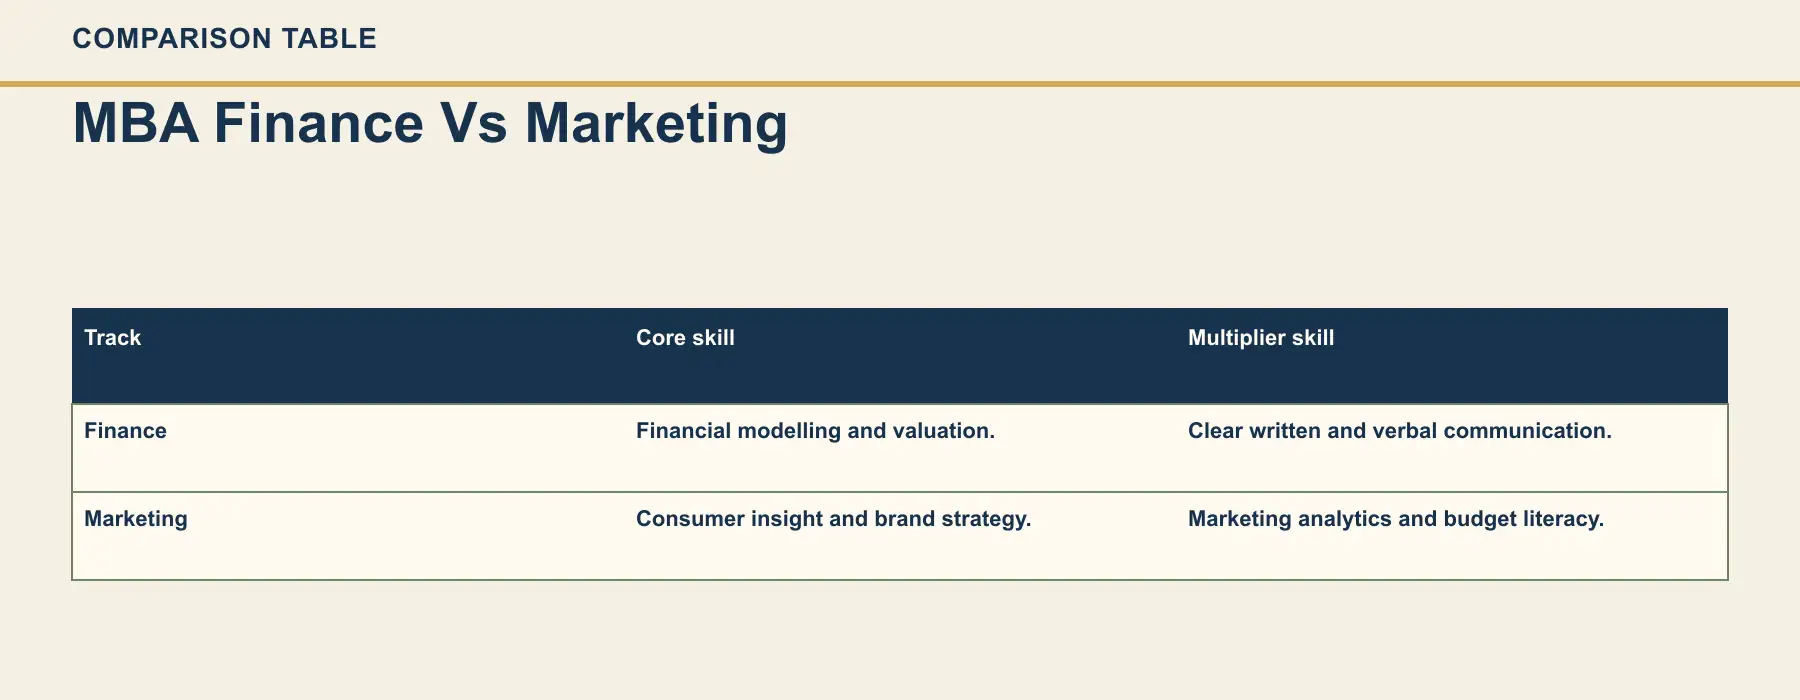 COMPARISON TABLE
MBA Finance Vs Marketing
Track Core skill Multiplier skill
Finance Financial modelling and valuation. Clear written and verbal communication.
Marketing Consumer insight and brand strategy. Marketing analytics and budget literacy.